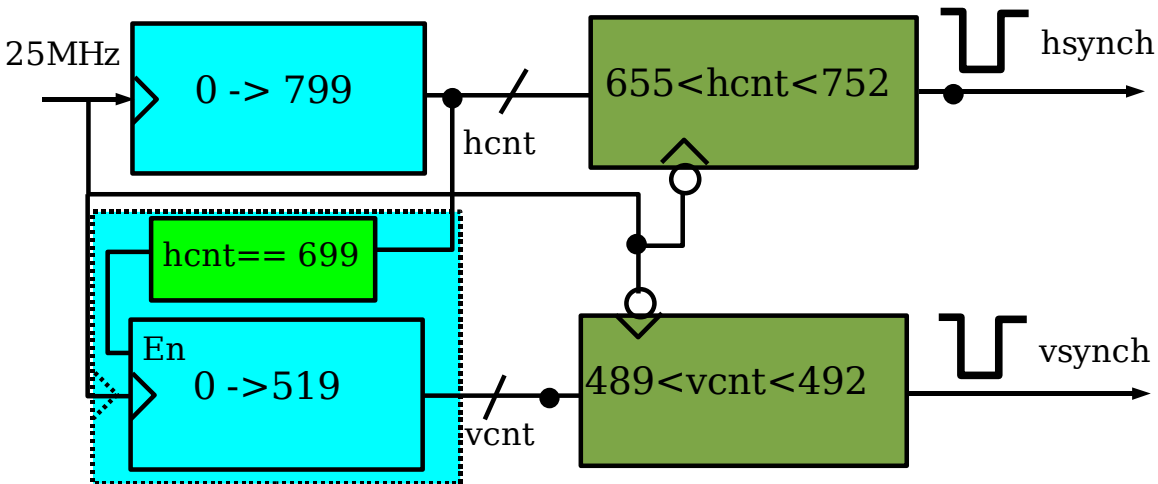 25MHz
0 -> 799
hcnt
655<hcnt<752
hsynch
hcnt== 699
En
0 ->519
vcnt
489<vcnt<492
vsynch